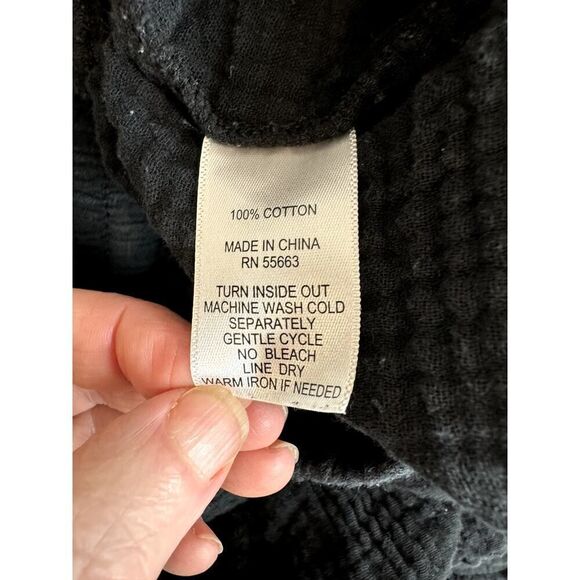 100% COTTON
MADE IN CHINA
RN 55663
TURN INSIDE OUT
MACHINE WASH COLD
SEPARATELY
GENTLE CYCLE
NO BLEACH
LINE DRY
WARM IRON IF NEEDED